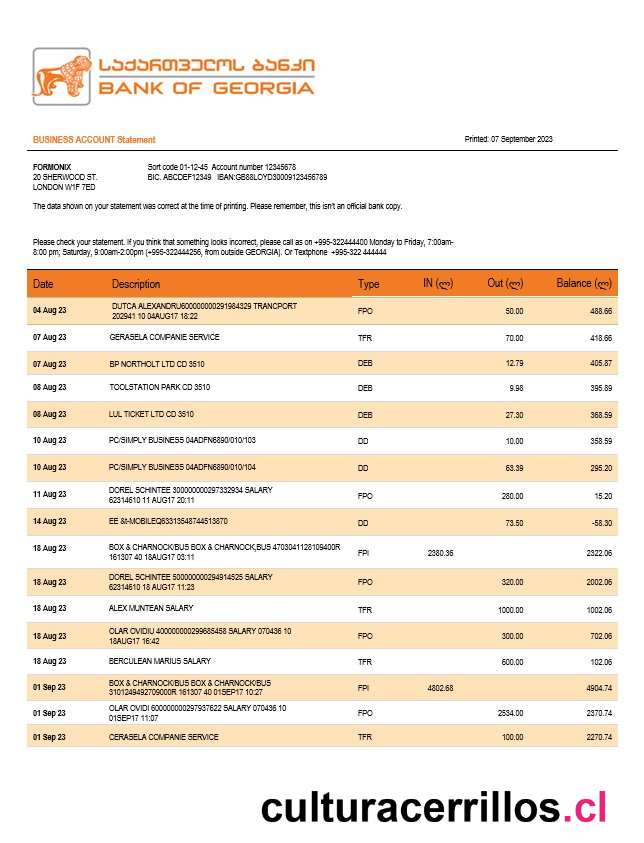 ᲡᲐᲥᲐᲠᲗᲕᲔᲚᲝᲡ ᲑᲐᲜᲙᲘ
BANK OF GEORGIA
BUSINESS ACCOUNT Statement
Printed: 07 September 2023
FORMONIX
Sort code 01-12-45 Account number 12345678
20 SHERWOOD ST.
BIC. ABCDEF12349 IBAN:GB88LOYD30009123456789
LONDON W1F 7ED
The data shown on your statement was correct at the time of printing. Please remember, this isn't an official bank copy.
Please check your statement. If you think that something looks incorrect, please call as on +995-322444400 Monday to Friday, 7:00am-
8:00 pm; Saturday, 9:00am-2:00pm (+995-322444256, from outside GEORGIA). Or Textphone +995-322 444444
Date Description Type IN (ლ) Out (ლ) Balance (ლ)
04 Aug 23 DUTCA ALEXANDRU600000000291984329 TRANCPORT
202941 10 04AUG17 18:22 FPO 50.00 488.66
07 Aug 23 GERASELA COMPANIE SERVICE TFR 70.00 418.66
07 Aug 23 BP NORTHOLT LTD CD 3510 DEB 12.79 405.87
08 Aug 23 TOOLSTATION PARK CD 3510 DEB 9.98 395.89
08 Aug 23 LUL TICKET LTD CD 3510 DEB 27.30 368.59
10 Aug 23 PC/SIMPLY BUSINESS 04ADFN6890/010/103 DD 10.00 358.59
10 Aug 23 PC/SIMPLY BUSINESS 04ADFN6890/010/104 DD 63.39 295.20
11 Aug 23 DOREL SCHINTEE 300000000297332934 SALARY
62314610 11 AUG17 20:11 FPO 280.00 15.20
14 Aug 23 EE &t-MOBILEQ63313548744513870 DD 73.50 -58.30
18 Aug 23 BOX & CHARNOCK/BUS BOX & CHARNOCK,BUS 4703041128109400R
161307 40 18AUG17 03:11 FPI 2380.36 2322.06
18 Aug 23 DOREL SCHINTEE 500000000294914525 SALARY
62314610 18 AUG17 11:23 FPO 320.00 2002.06
18 Aug 23 ALEX MUNTEAN SALARY TFR 1000.00 1002.06
18 Aug 23 OLAR OVIDIU 400000000299685458 SALARY 070436 10
18AUG17 16:42 FPO 300.00 702.06
18 Aug 23 BERCULEAN MARIUS SALARY TFR 600.00 102.06
01 Sep 23 BOX & CHARNOCK/BUS BOX & CHARNOCK/BUS
3101249492709000R 161307 40 01SEP17 10:27 FPI 4802.68 4904.74
01 Sep 23 OLAR OVIDI 600000000297937622 SALARY 070436 10
01SEP17 11:07 FPO 2534.00 2370.74
01 Sep 23 CERASELA COMPANIE SERVICE TFR 100.00 2270.74
culturacerrillos.cl